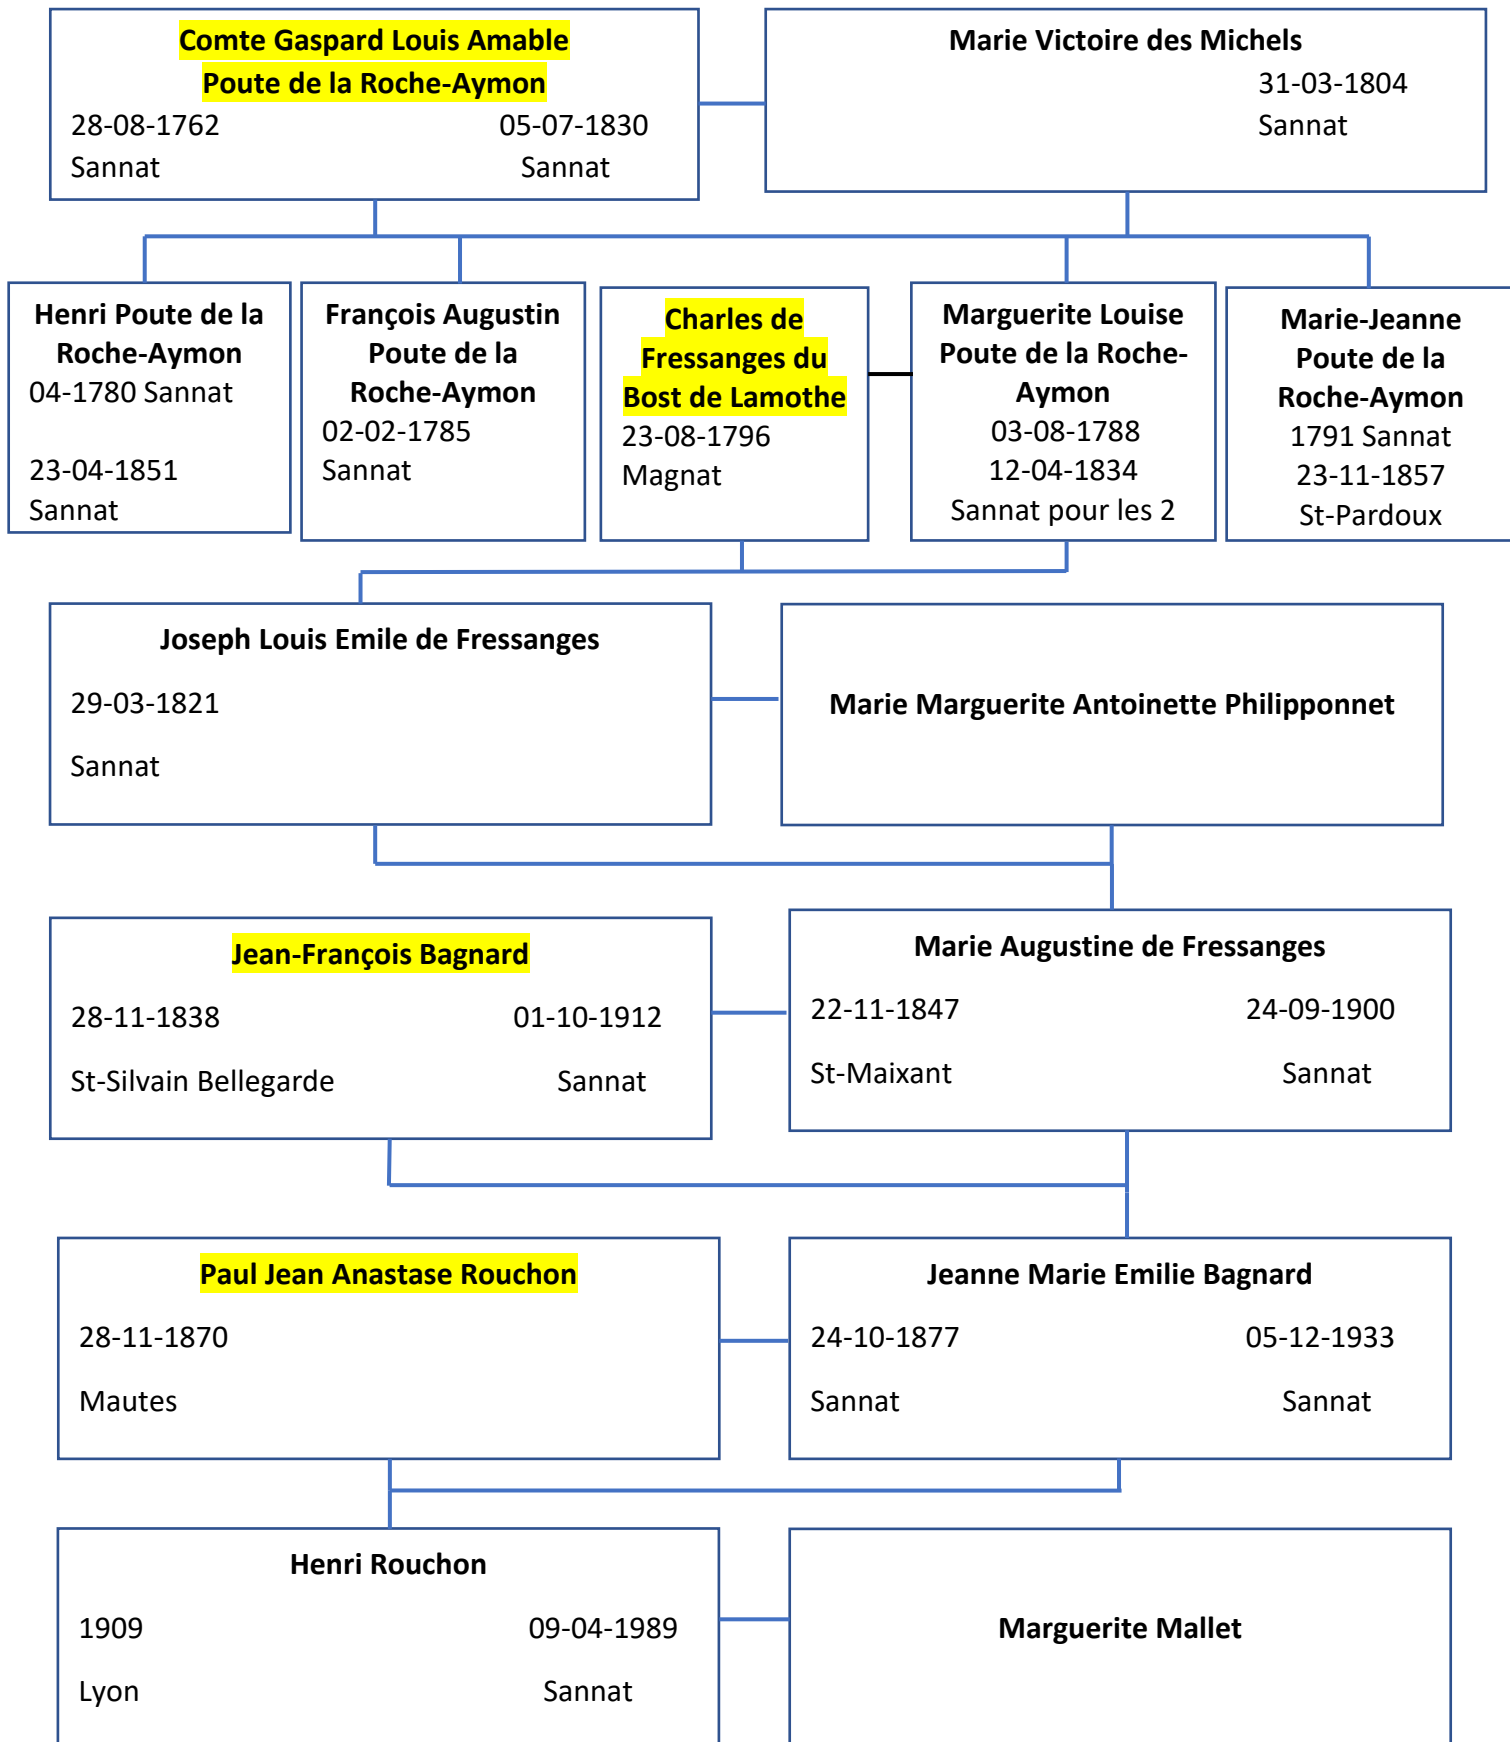 Comte Gaspard Louis Amable
Poute de la Roche-Aymon
28-08-1762 05-07-1830
Sannat Sannat
Marie Victoire des Michels
31-03-1804
Sannat
Henri Poute de la
Roche-Aymon
04-1780 Sannat
23-04-1851
Sannat
François Augustin
Poute de la
Roche-Aymon
02-02-1785
Sannat
Charles de
Fressanges du
Bost de Lamothe
23-08-1796
Magnat
Marguerite Louise
Poute de la Roche-
Aymon
03-08-1788
12-04-1834
Sannat pour les 2
Marie-Jeanne
Poute de la
Roche-Aymon
1791 Sannat
23-11-1857
St-Pardoux
Joseph Louis Emile de Fressanges
29-03-1821
Sannat
Marie Marguerite Antoinette Philipponnet
Jean-François Bagnard
28-11-1838 01-10-1912
St-Silvain Bellegarde Sannat
Marie Augustine de Fressanges
22-11-1847 24-09-1900
St-Maixant Sannat
Paul Jean Anastase Rouchon
28-11-1870
Mautes
Jeanne Marie Emilie Bagnard
24-10-1877 05-12-1933
Sannat Sannat
Henri Rouchon
1909 09-04-1989
Lyon Sannat
Marguerite Mallet